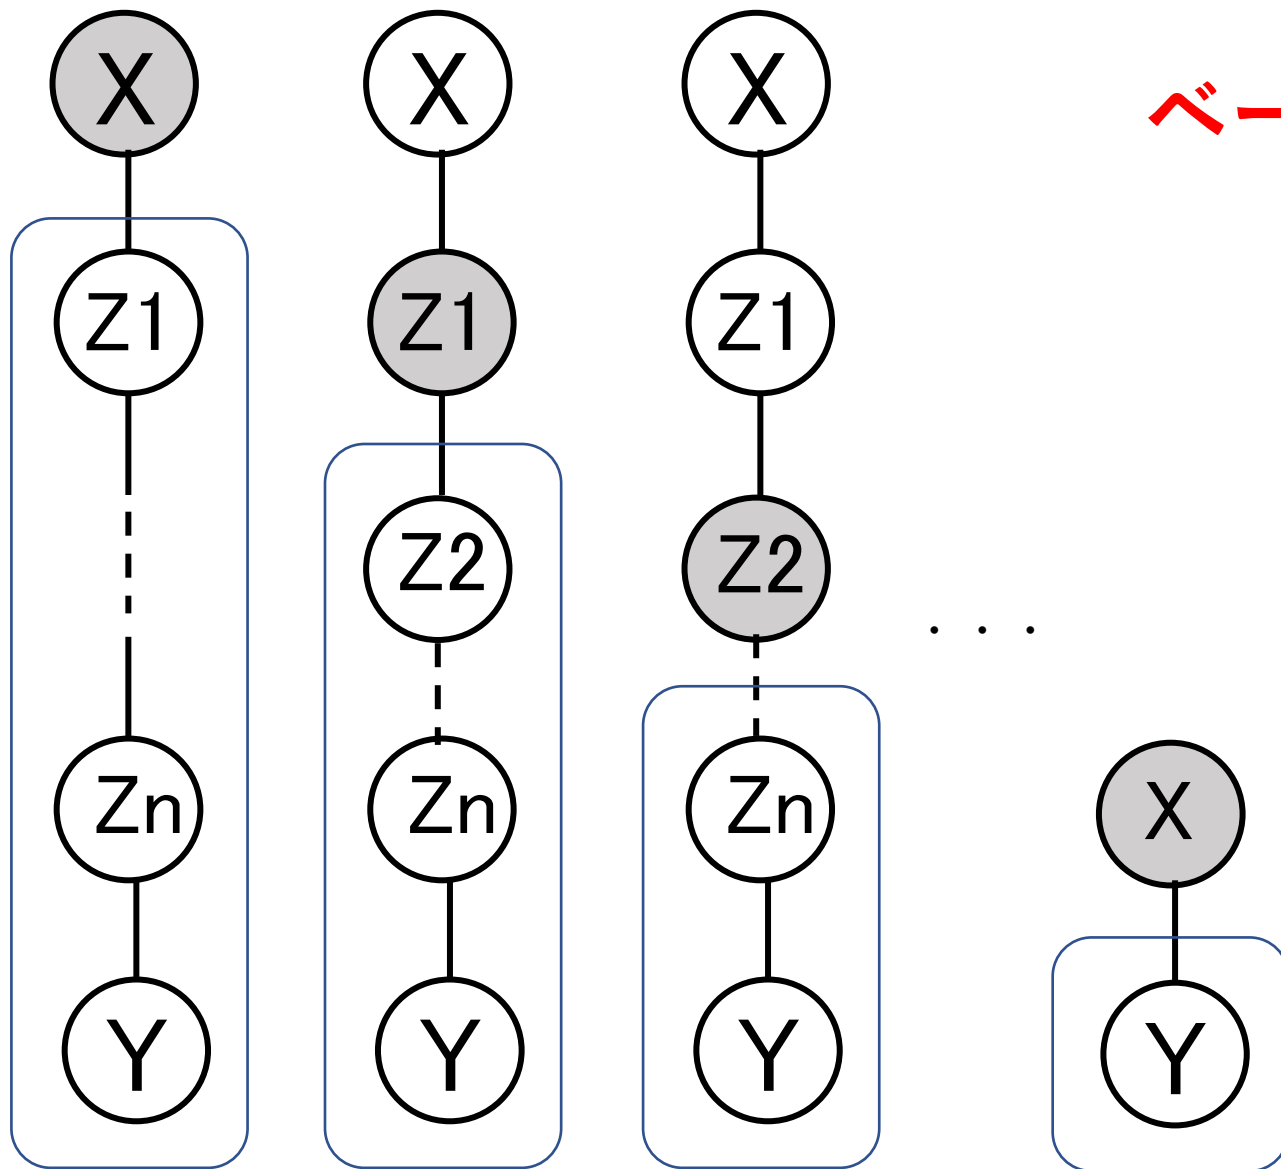 X X X ベー
Z1 Z1 Z1
Z2 Z2
. . .
Zn Zn Zn X
Y Y Y Y